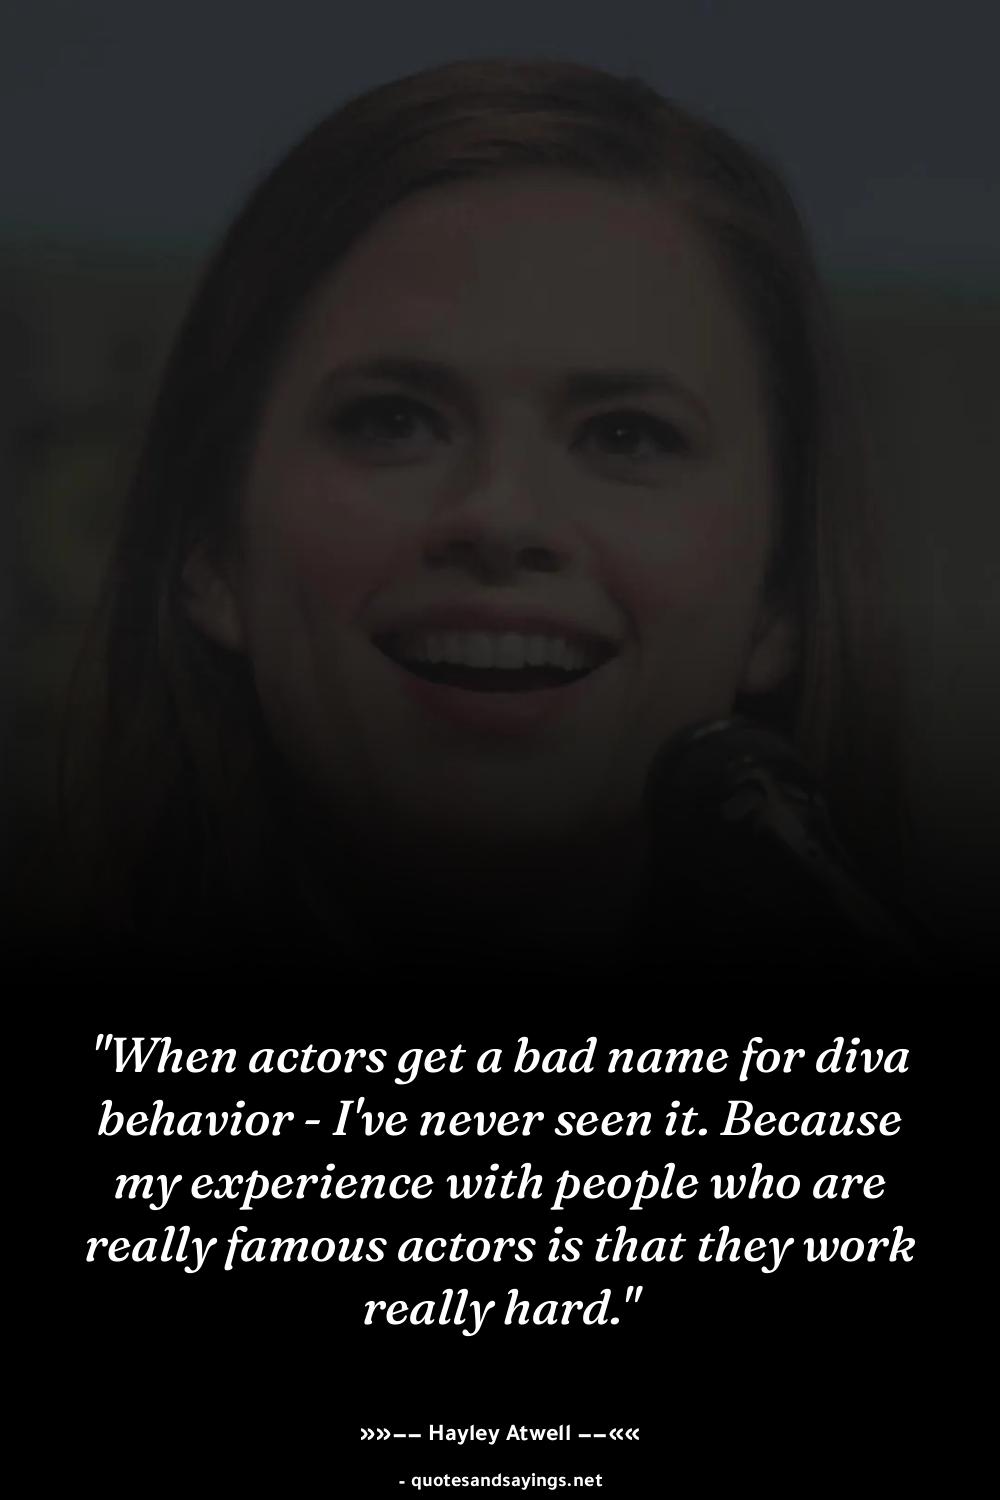 "When actors get a bad name for diva
behavior - I've never seen it. Because
my experience with people who are
really famous actors is that they work
really hard."
»»−− Hayley Atwell −−««
- quotesandsayings.net